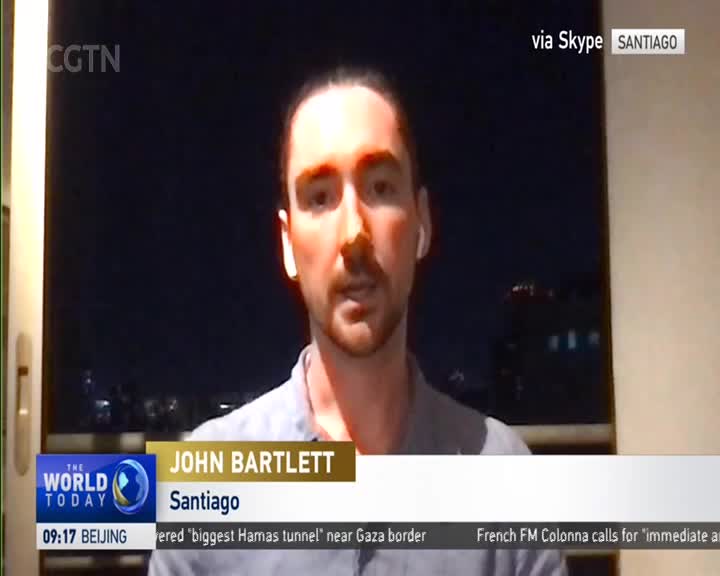 CGTN
via Skype SANTIAGO
JOHN BARTLETT
Santiago
THE
WORLD
TODAY
09:17 BEIJING
vered "biggest Hamas tunnel" near Gaza border French FM Colonna calls for "immediate a